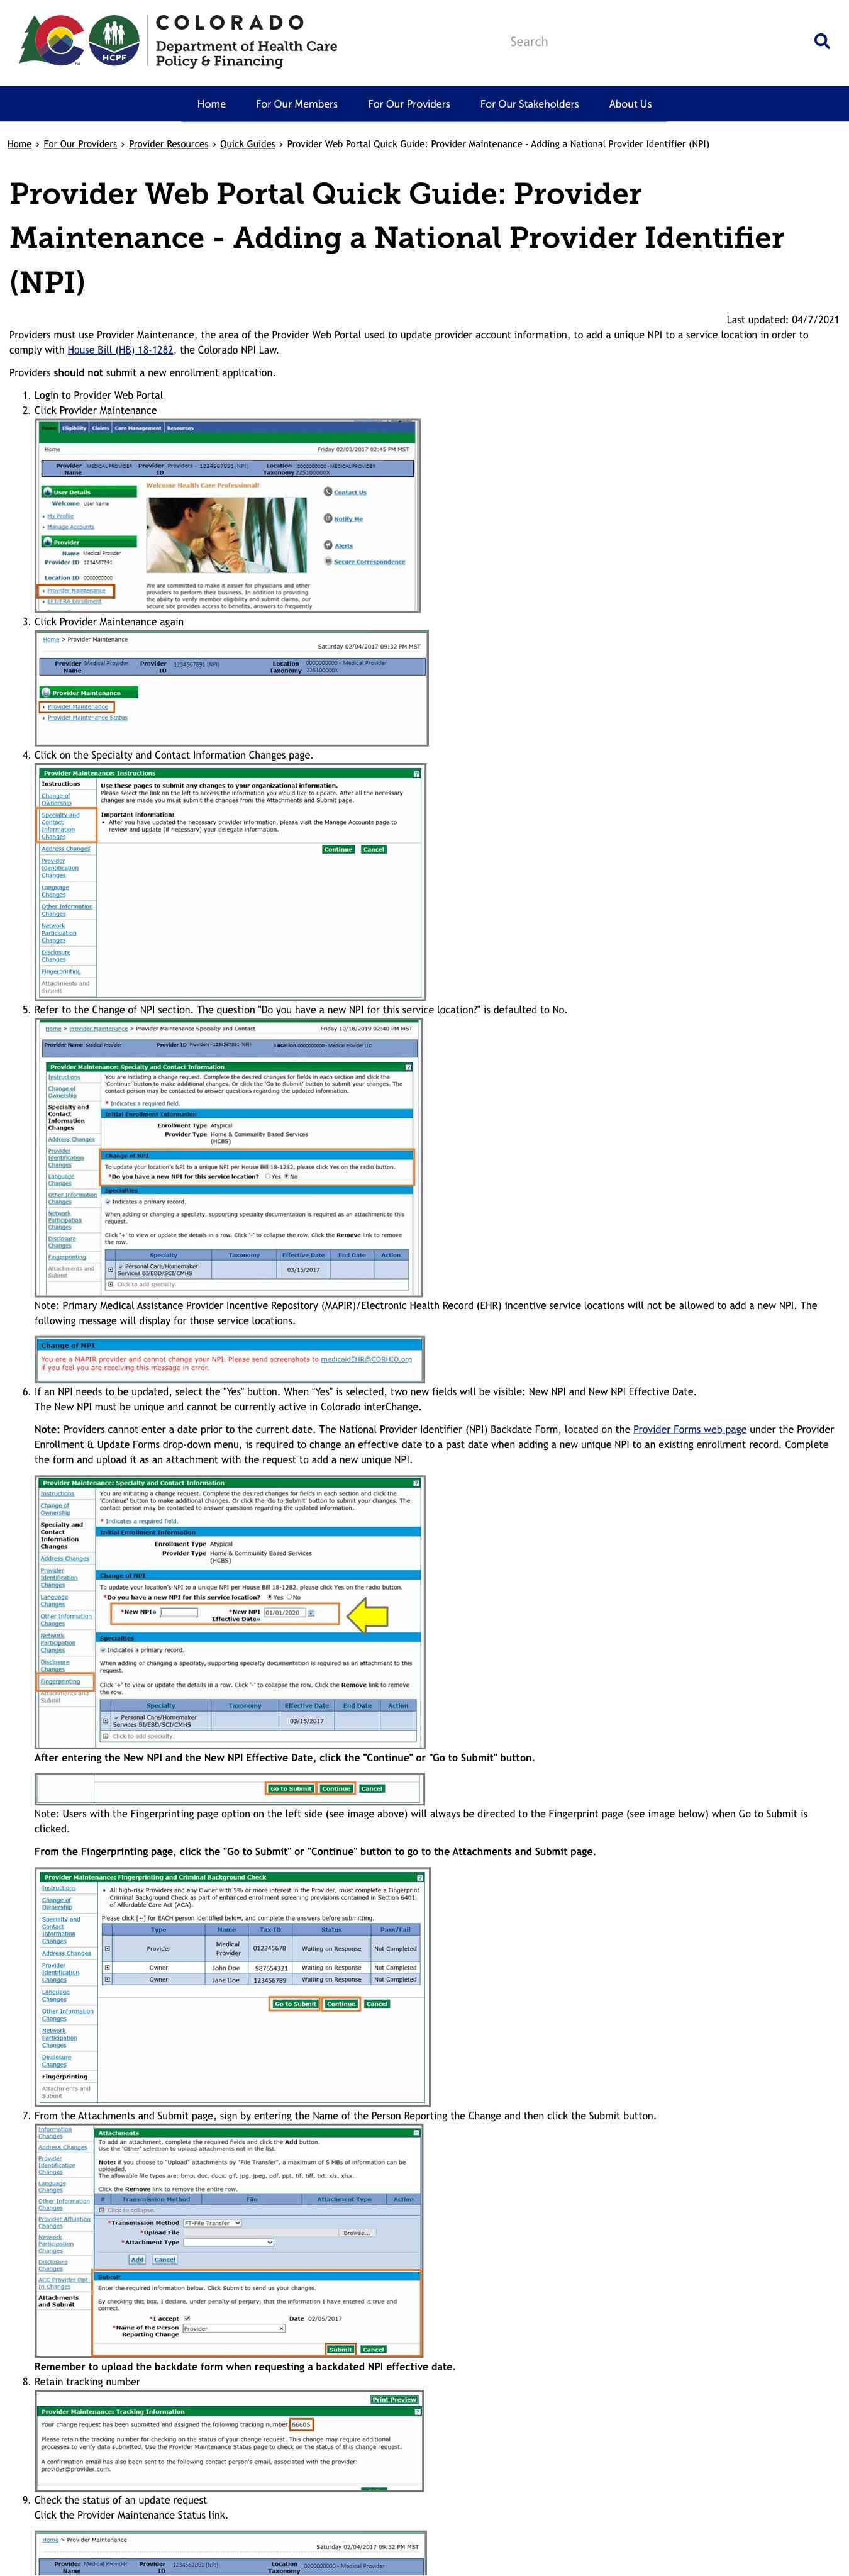 COLORADO
Department of Health Care
Policy & Financing
HCPF
Search
Home
For Our Members
For Our Providers
For Our Stakeholders
About Us
Home › For Our Providers › Provider Resources › Quick Guides › Provider Web Portal Quick Guide: Provider Maintenance - Adding a National Provider Identifier (NPI)
Provider Web Portal Quick Guide: Provider
Maintenance - Adding a National Provider Identifier
(NPI)
Last updated: 04/7/2021
Providers must use Provider Maintenance, the area of the Provider Web Portal used to update provider account information, to add a unique NPI to a service location in order to
comply with House Bill (HB) 18-1282, the Colorado NPI Law.
Providers should not submit a new enrollment application.
1. Login to Provider Web Portal
2. Click Provider Maintenance
Home Eligibility Claims Care Management Resources
Home
Friday 02/03/2017 02:45 PM MST
Provider Name MEDICAL PROVIDER Provider ID Providers - 1234567891 (NPI) Location 0000000000 - MEDICAL PROVIDER
Taxonomy 225100000X
User Details
Welcome User Name
My Profile
Manage Accounts
Provider
Name Medical Provider
Provider ID 1234567891
Location ID 0000000000
Provider Maintenance
EFT/ERA Enrollment
Welcome Health Care Professional!
We are committed to make it easier for physicians and other
providers to perform their business. In addition to providing
the ability to verify member eligibility and submit claims, our
secure site provides access to benefits, answers to frequently
Contact Us
Notify Me
Alerts
Secure Correspondence
3. Click Provider Maintenance again
Home > Provider Maintenance
Saturday 02/04/2017 09:32 PM MST
Provider Name Medical Provider Provider ID 1234567891 (NPI) Location 0000000000 - Medical Provider
Taxonomy 225100000X
Provider Maintenance
Provider Maintenance
Provider Maintenance Status
4. Click on the Specialty and Contact Information Changes page.
Provider Maintenance: Instructions ?
Instructions
Change of
Ownership
Specialty and
Contact
Information
Changes
Address Changes
Provider
Identification
Changes
Language
Changes
Other Information
Changes
Network
Participation
Changes
Disclosure
Changes
Fingerprinting
Attachments and
Submit
Use these pages to submit any changes to your organizational information.
Please select the link on the left to access the information you would like to update. After all the necessary
changes are made you must submit the changes from the Attachments and Submit page.
Important information:
• After you have updated the necessary provider information, please visit the Manage Accounts page to
review and update (if necessary) your delegate information.
Continue Cancel
5. Refer to the Change of NPI section. The question "Do you have a new NPI for this service location?" is defaulted to No.
Home > Provider Maintenance > Provider Maintenance Specialty and Contact
Friday 10/18/2019 02:40 PM MST
Provider Name Medical Provider Provider ID Providers - 1234567891 (NPI) Location 0000000000 - Medical Provider LLC
Provider Maintenance: Specialty and Contact Information ?
Instructions
Change of
Ownership
Specialty and
Contact
Information
Changes
Address Changes
Provider
Identification
Changes
Language
Changes
Other Information
Changes
Network
Participation
Changes
Disclosure
Changes
Fingerprinting
Attachments and
Submit
You are initiating a change request. Complete the desired changes for fields in each section and click the
'Continue' button to make additional changes. Or click the 'Go to Submit' button to submit your changes. The
contact person may be contacted to answer questions regarding the updated information.
* Indicates a required field.
Initial Enrollment Information
Enrollment Type Atypical
Provider Type Home & Community Based Services
(HCBS)
Change of NPI
To update your location's NPI to a unique NPI per House Bill 18-1282, please click Yes on the radio button.
*Do you have a new NPI for this service location? Yes No
Specialties
Indicates a primary record.
When adding or changing a specilaty, supporting specialty documentation is required as an attachment to this
request.
Click '+' to view or update the details in a row. Click '-' to collapse the row. Click the Remove link to remove
the row.
Specialty Taxonomy Effective Date End Date Action
Personal Care/Homemaker
Services BI/EBD/SCI/CMHS 03/15/2017
Click to add specialty.
Note: Primary Medical Assistance Provider Incentive Repository (MAPIR)/Electronic Health Record (EHR) incentive service locations will not be allowed to add a new NPI. The
following message will display for those service locations.
Change of NPI
You are a MAPIR provider and cannot change your NPI. Please send screenshots to medicaidEHR@CORHIO.org
if you feel you are receiving this message in error.
6. If an NPI needs to be updated, select the "Yes" button. When "Yes" is selected, two new fields will be visible: New NPI and New NPI Effective Date.
The New NPI must be unique and cannot be currently active in Colorado interChange.
Note: Providers cannot enter a date prior to the current date. The National Provider Identifier (NPI) Backdate Form, located on the Provider Forms web page under the Provider
Enrollment & Update Forms drop-down menu, is required to change an effective date to a past date when adding a new unique NPI to an existing enrollment record. Complete
the form and upload it as an attachment with the request to add a new unique NPI.
Provider Maintenance: Specialty and Contact Information ?
Instructions
Change of
Ownership
Specialty and
Contact
Information
Changes
Address Changes
Provider
Identification
Changes
Language
Changes
Other Information
Changes
Network
Participation
Changes
Disclosure
Changes
Fingerprinting
Attachments and
Submit
You are initiating a change request. Complete the desired changes for fields in each section and click the
'Continue' button to make additional changes. Or click the 'Go to Submit' button to submit your changes. The
contact person may be contacted to answer questions regarding the updated information.
* Indicates a required field.
Initial Enrollment Information
Enrollment Type Atypical
Provider Type Home & Community Based Services
(HCBS)
Change of NPI
To update your location's NPI to a unique NPI per House Bill 18-1282, please click Yes on the radio button.
*Do you have a new NPI for this service location? Yes No
*New NPI *New NPI 01/01/2020
Effective Date
Specialties
Indicates a primary record.
When adding or changing a specilaty, supporting specialty documentation is required as an attachment to this
request.
Click '+' to view or update the details in a row. Click '-' to collapse the row. Click the Remove link to remove
the row.
Specialty Taxonomy Effective Date End Date Action
Personal Care/Homemaker
Services BI/EBD/SCI/CMHS 03/15/2017
Click to add specialty.
After entering the New NPI and the New NPI Effective Date, click the "Continue" or "Go to Submit" button.
Go to Submit Continue Cancel
Note: Users with the Fingerprinting page option on the left side (see image above) will always be directed to the Fingerprint page (see image below) when Go to Submit is
clicked.
From the Fingerprinting page, click the "Go to Submit" or "Continue" button to go to the Attachments and Submit page.
Provider Maintenance: Fingerprinting and Criminal Background Check ?
Instructions
Change of
Ownership
Specialty and
Contact
Information
Changes
Address Changes
Provider
Identification
Changes
Language
Changes
Other Information
Changes
Network
Participation
Changes
Disclosure
Changes
Fingerprinting
Attachments and
Submit
• All high-risk Providers and any Owner with 5% or more interest in the Provider, must complete a Fingerprint
Criminal Background Check as part of enhanced enrollment screening provisions contained in Section 6401
of Affordable Care Act (ACA).
Please click [+] for EACH person identified below, and complete the answers before submitting.
Type Name Tax ID Status Pass/Fail
Provider Medical Provider 012345678 Waiting on Response Not Completed
Owner John Doe 987654321 Waiting on Response Not Completed
Owner Jane Doe 123456789 Waiting on Response Not Completed
Go to Submit Continue Cancel
7. From the Attachments and Submit page, sign by entering the Name of the Person Reporting the Change and then click the Submit button.
Information
Changes
Address Changes
Provider
Identification
Changes
Language
Changes
Other Information
Changes
Provider Affiliation
Changes
Network
Participation
Changes
Disclosure
Changes
ACC Provider Opt-
In Changes
Attachments
and Submit
Attachments
To add an attachment, complete the required fields and click the Add button.
Use the 'Other' selection to upload attachments not in the list.
Note: if you choose to "Upload" attachments by "File Transfer", a maximum of 5 MBs of information can be
uploaded.
The allowable file types are: bmp, doc, docx, gif, jpg, jpeg, pdf, ppt, tif, tiff, txt, xls, xlsx.
Click the Remove link to remove the entire row.
# Transmission Method File Attachment Type Action
Click to collapse.
*Transmission Method FT-File Transfer
*Upload File Browse...
*Attachment Type
Add Cancel
Submit
Enter the required information below. Click Submit to send us your changes.
By checking this box, I declare, under penalty of perjury, that the information I have entered is true and
correct.
*I accept Date 02/05/2017
*Name of the Person Provider ×
Reporting Change
Submit Cancel
Remember to upload the backdate form when requesting a backdated NPI effective date.
8. Retain tracking number
Print Preview
Provider Maintenance: Tracking Information ?
Your change request has been submitted and assigned the following tracking number 66605
Please retain the tracking number for checking on the status of your change request. This change may require additional
processes to verify data submitted. Use the Provider Maintenance Status page to check on the status of this change request.
A confirmation email has also been sent to the following contact person's email, associated with the provider:
provider@provider.com.
9. Check the status of an update request
Click the Provider Maintenance Status link.
Home > Provider Maintenance
Saturday 02/04/2017 09:32 PM MST
Provider Name Medical Provider Provider ID 1234567891 (NPI) Location 0000000000 - Medical Provider
Taxonomy